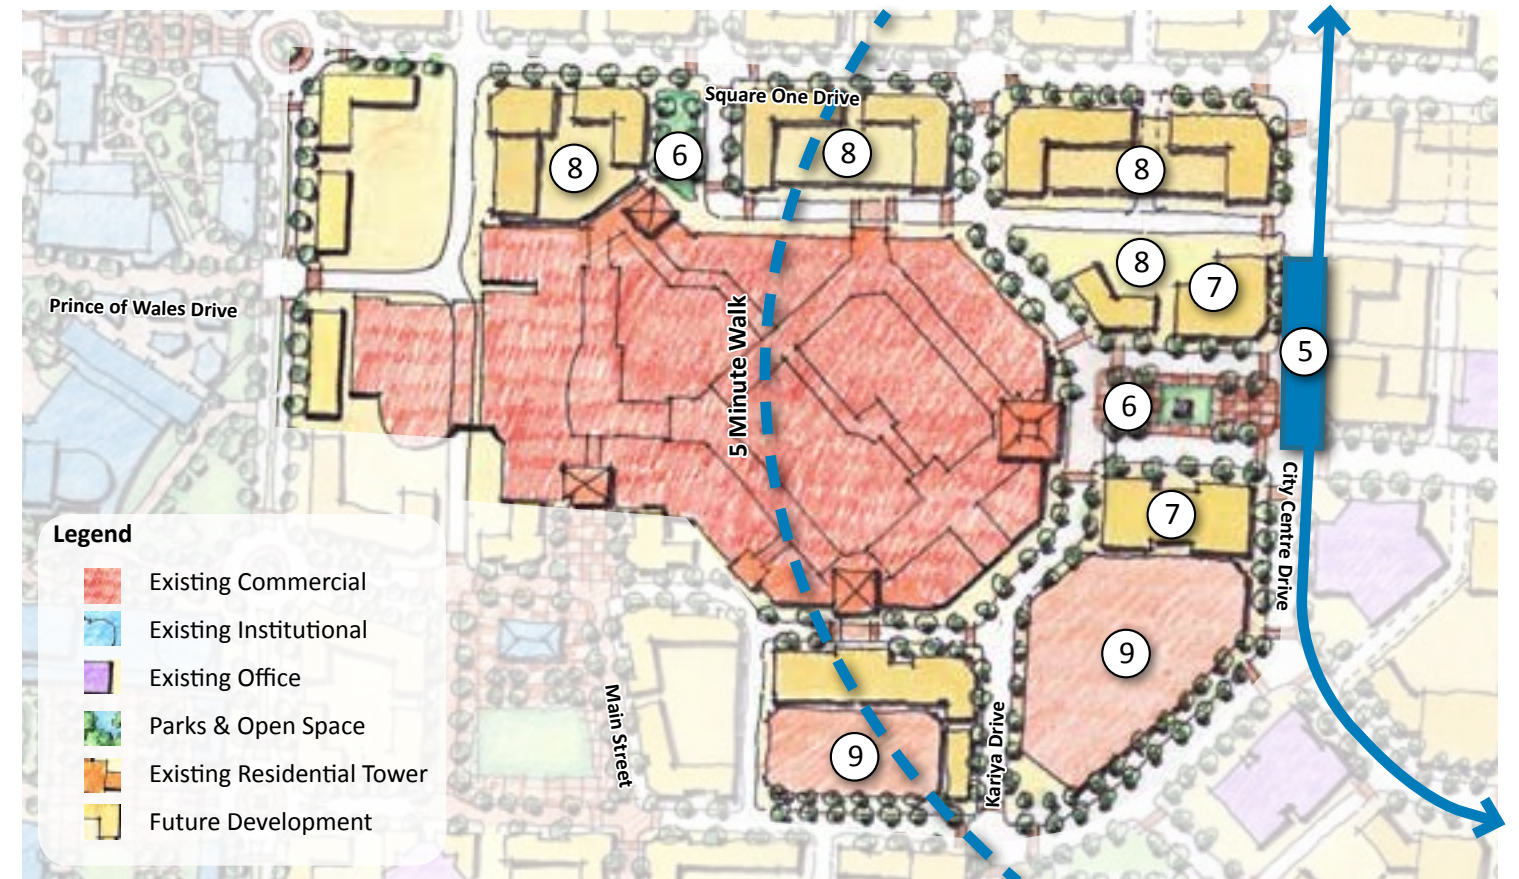 Square One Drive
8
6
8
8
8
7
Prince of Wales Drive
5 Minute Walk
5
6
7
City Centre Drive
9
Main Street
Kariya Drive
9
Legend
Existing Commercial
Existing Institutional
Existing Office
Parks & Open Space
Existing Residential Tower
Future Development